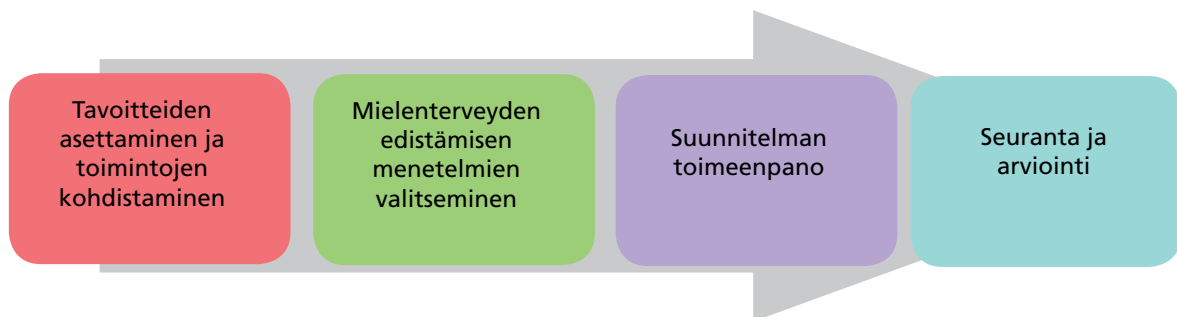 Tavoitteiden
asettaminen ja
toimintojen
kohdistaminen
Mielenterveyden
edistämisen
menetelmien
valitseminen
Suunnitelman
toimeenpano
Seuranta ja
arviointi